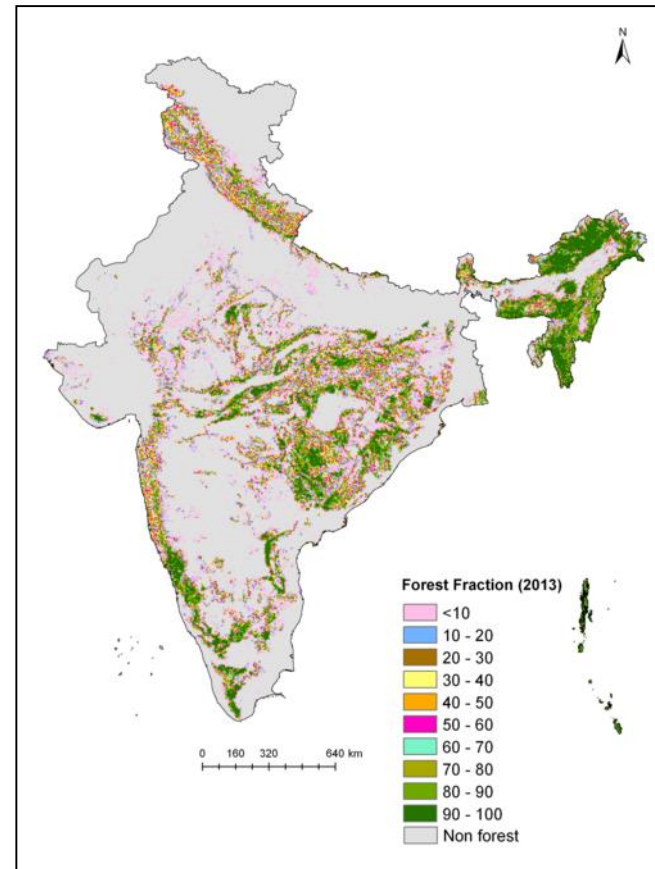 N
Forest Fraction (2013)
<10
10 - 20
20 - 30
30 - 40
40 - 50
50 - 60
60 - 70
70 - 80
80 - 90
90 - 100
Non forest
0 160 320 640 km